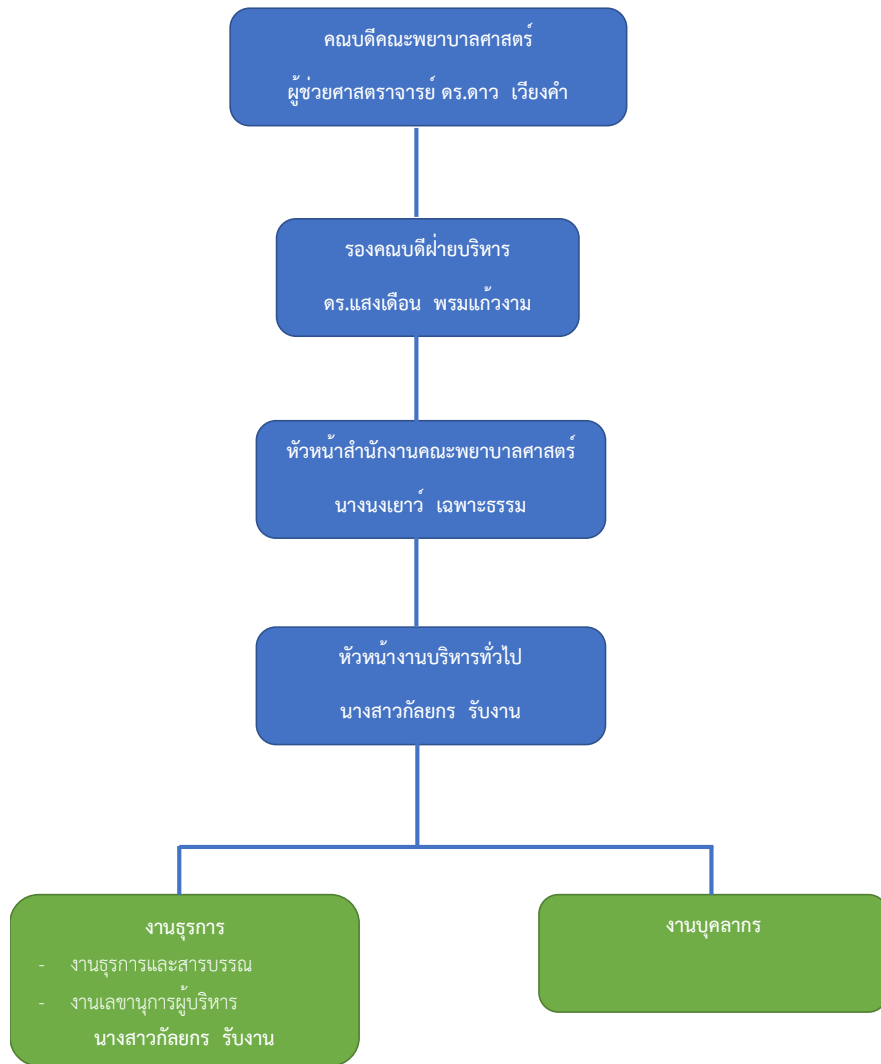 คณบดีคณะพยาบาลศาสตร์
ผู้ช่วยศาสตราจารย์ ดร.ดาว เวียงคำ
รองคณบดีฝ่ายบริหาร
ดร.แสงเดือน พรมแก้วงาม
หัวหน้าสำนักงานคณะพยาบาลศาสตร์
นางนงเยาว์ เฉพาะธรรม
หัวหน้างานบริหารทั่วไป
นางสาวกัลยกร รับงาน
งานธุรการ
- งานธุรการและสารบรรณ
- งานเลขานุการผู้บริหาร
นางสาวกัลยกร รับงาน
งานบุคลากร